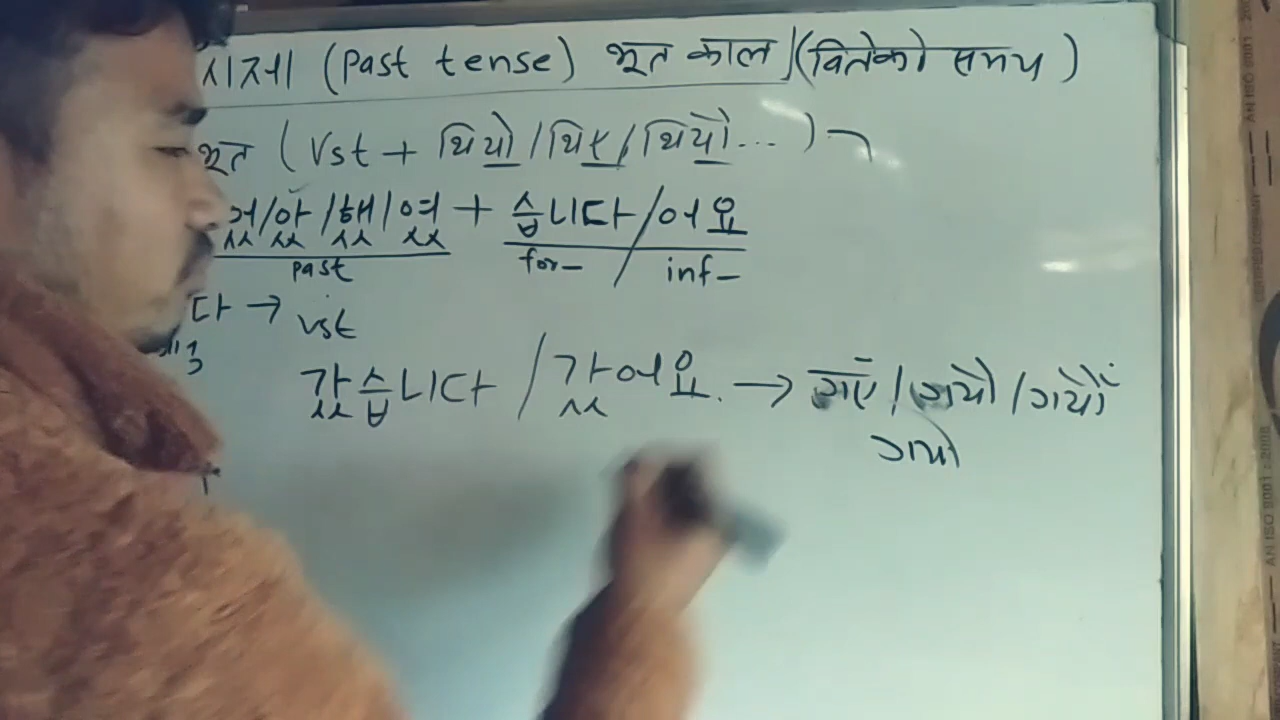 시제 (Past tense) भूत काल (वितेको समय)
भूत (Vst + थियो/थिए/थियौ... )
었/았/했/였 + 습니다/어요
past for- / inf-
다 → vst
갔습니다 / 갔어요. → गएँ / गयौ / गयौं
गयो